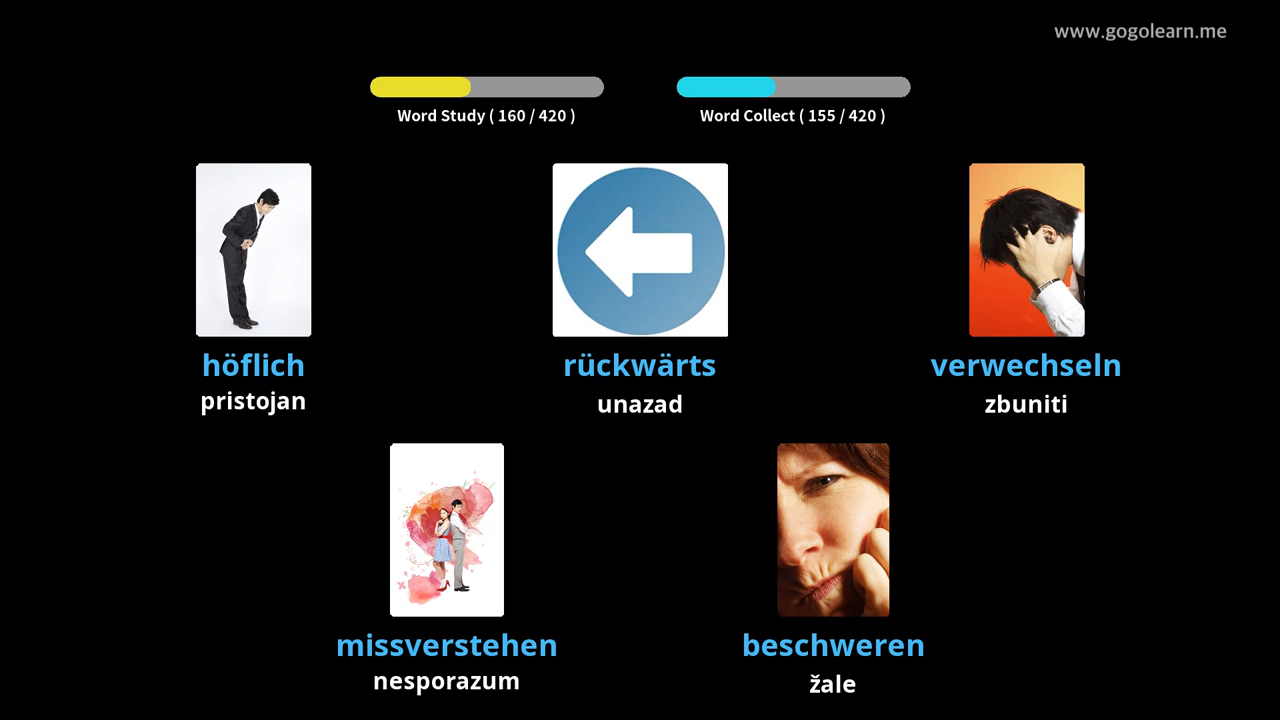 www.gogolearn.me
Word Study ( 160 / 420 )
Word Collect ( 155 / 420 )
höflich
pristojan
rückwärts
unazad
verwechseln
zbuniti
missverstehen
nesporazum
beschweren
žale